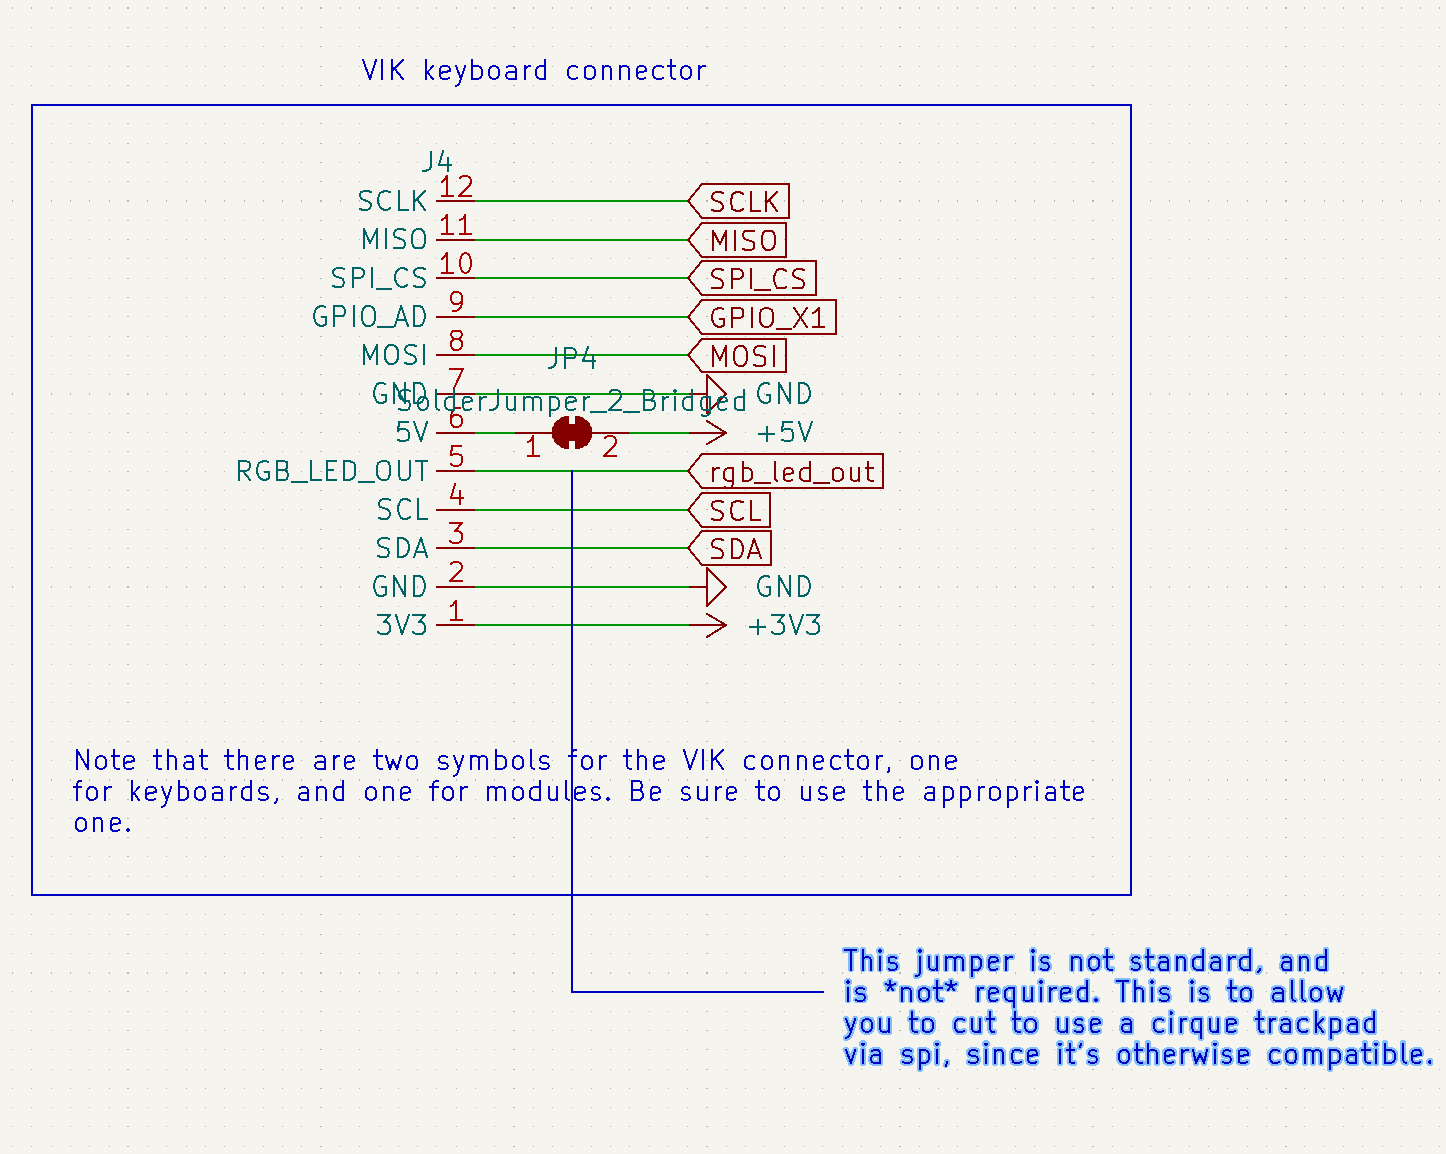 VIK keyboard connector
J4
SCLK 12 SCLK
MISO 11 MISO
SPI_CS 10 SPI_CS
GPIO_AD 9 GPIO_X1
MOSI 8 JP4 MOSI
GND 7 GND
SolderJumper_2_Bridged
5V 6 1 2 +5V
RGB_LED_OUT 5 rgb_led_out
SCL 4 SCL
SDA 3 SDA
GND 2 GND
3V3 1 +3V3
Note that there are two symbols for the VIK connector, one
for keyboards, and one for modules. Be sure to use the appropriate
one.
This jumper is not standard, and
is *not* required. This is to allow
you to cut to use a cirque trackpad
via spi, since it's otherwise compatible.